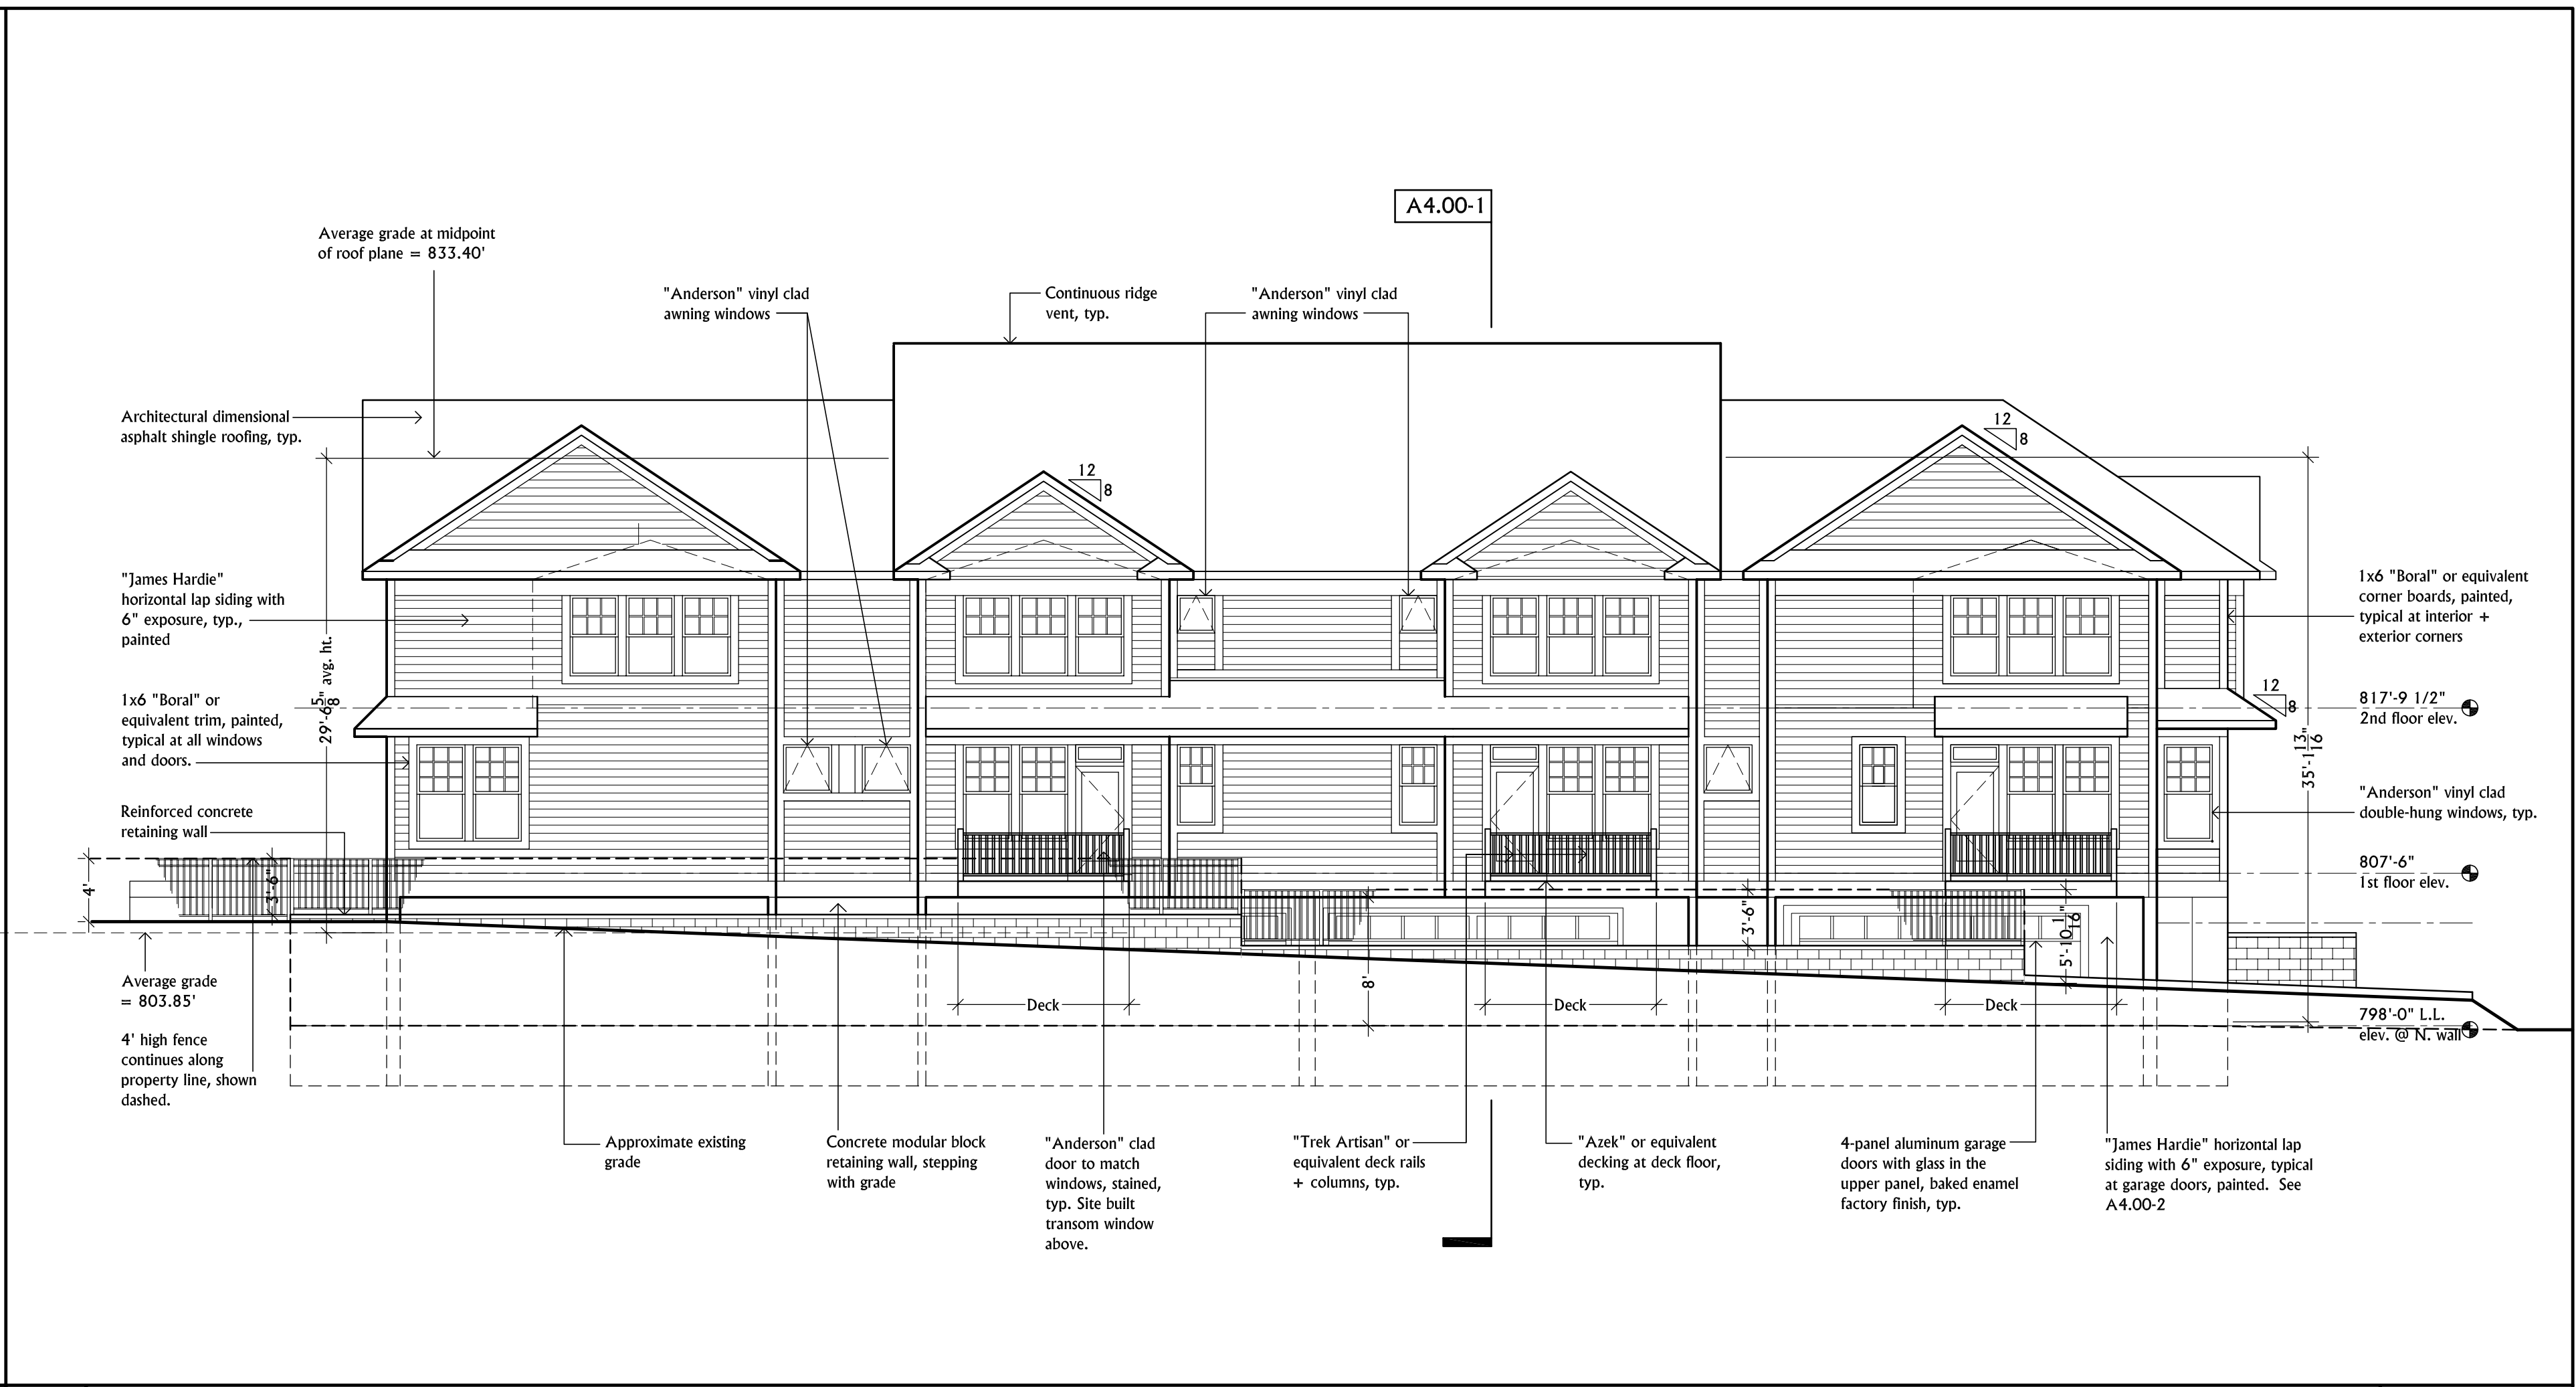 A4.00-1
Average grade at midpoint
of roof plane = 833.40'
"Anderson" vinyl clad
awning windows
Continuous ridge
vent, typ.
"Anderson" vinyl clad
awning windows
Architectural dimensional
asphalt shingle roofing, typ.
12
8
12
8
"James Hardie"
horizontal lap siding with
6" exposure, typ.,
painted
1x6 "Boral" or equivalent
corner boards, painted,
typical at interior +
exterior corners
29'-6 5/8" avg. ht.
1x6 "Boral" or
equivalent trim, painted,
typical at all windows
and doors.
12
8
817'-9 1/2"
2nd floor elev.
35'-1 13/16"
Reinforced concrete
retaining wall
"Anderson" vinyl clad
double-hung windows, typ.
807'-6"
1st floor elev.
4'
3'-6"
3'-6"
5'-10 1/16"
8'
Average grade
= 803.85'
Deck
Deck
Deck
798'-0" L.L.
elev. @ N. wall
4' high fence
continues along
property line, shown
dashed.
Approximate existing
grade
Concrete modular block
retaining wall, stepping
with grade
"Anderson" clad
door to match
windows, stained,
typ. Site built
transom window
above.
"Trek Artisan" or
equivalent deck rails
+ columns, typ.
"Azek" or equivalent
decking at deck floor,
typ.
4-panel aluminum garage
doors with glass in the
upper panel, baked enamel
factory finish, typ.
"James Hardie" horizontal lap
siding with 6" exposure, typical
at garage doors, painted.  See
A4.00-2